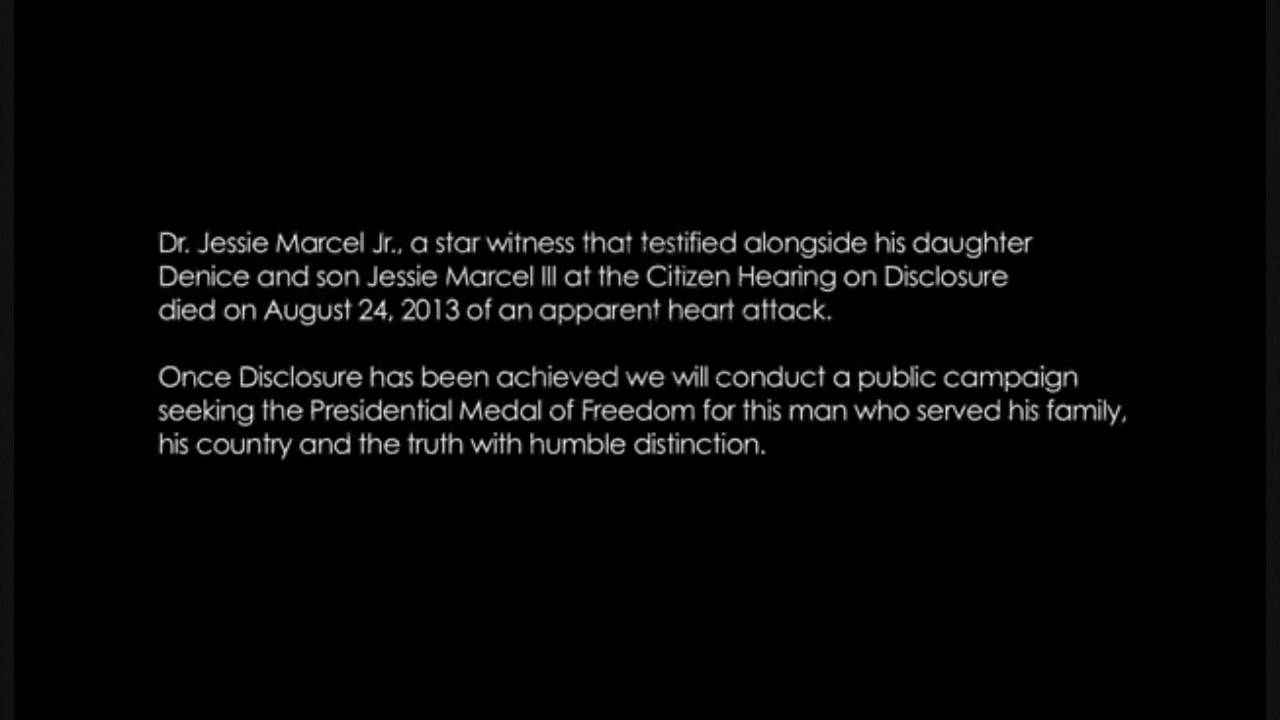 Dr. Jessie Marcel Jr., a star witness that testified alongside his daughter
Denice and son Jessie Marcel III at the Citizen Hearing on Disclosure
died on August 24, 2013 of an apparent heart attack.
Once Disclosure has been achieved we will conduct a public campaign
seeking the Presidential Medal of Freedom for this man who served his family,
his country and the truth with humble distinction.